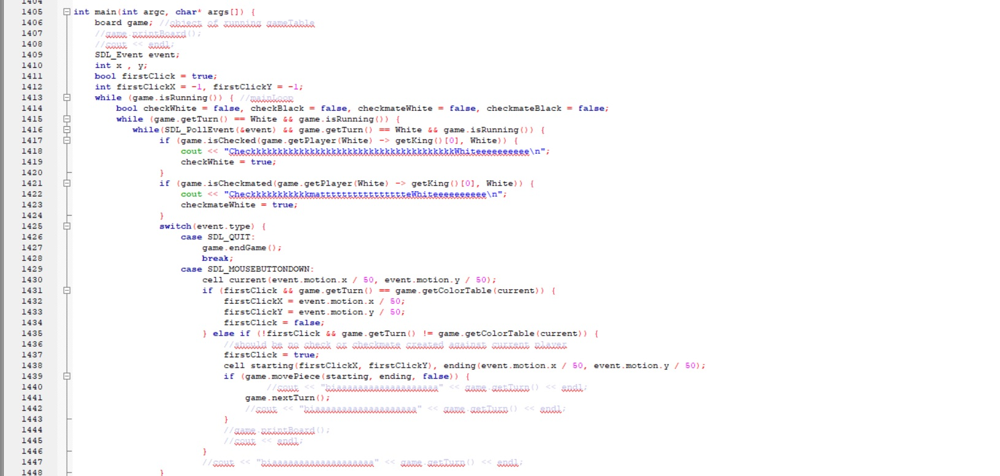 1404
1405 int main(int argc, char* args[]) {
1406 board game; //object of running gameTable
1407 //game.printBoard();
1408 //cout << endl;
1409 SDL_Event event;
1410 int x , y;
1411 bool firstClick = true;
1412 int firstClickX = -1, firstClickY = -1;
1413 while (game.isRunning()) { //mainLoop
1414 bool checkWhite = false, checkBlack = false, checkmateWhite = false, checkmateBlack = false;
1415 while (game.getTurn() == White && game.isRunning()) {
1416 while(SDL_PollEvent(&event) && game.getTurn() == White && game.isRunning()) {
1417 if (game.isChecked(game.getPlayer(White) -> getKing()[0], White)) {
1418 cout << "CheckkkkkkkkkkkkkkkkkkkkkkkkkkkkkkkkkkkkkkWhiteeeeeeeeee\n";
1419 checkWhite = true;
1420 }
1421 if (game.isCheckmated(game.getPlayer(White) -> getKing()[0], White)) {
1422 cout << "CheckkkkkkkkkkkmattttttttttttttttteWhiteeeeeeeeee\n";
1423 checkmateWhite = true;
1424 }
1425 switch(event.type) {
1426 case SDL_QUIT:
1427 game.endGame();
1428 break;
1429 case SDL_MOUSEBUTTONDOWN:
1430 cell current(event.motion.x / 50, event.motion.y / 50);
1431 if (firstClick && game.getTurn() == game.getColorTable(current)) {
1432 firstClickX = event.motion.x / 50;
1433 firstClickY = event.motion.y / 50;
1434 firstClick = false;
1435 } else if (!firstClick && game.getTurn() != game.getColorTable(current)) {
1436 //should be no check or checkmate created against current player
1437 firstClick = true;
1438 cell starting(firstClickX, firstClickY), ending(event.motion.x / 50, event.motion.y / 50);
1439 if (game.movePiece(starting, ending, false)) {
1440 //cout << "biaaaaaaaaaaaaaaaaaaa" << game.getTurn() << endl;
1441 game.nextTurn();
1442 //cout << "biaaaaaaaaaaaaaaaaaaa" << game.getTurn() << endl;
1443 }
1444 //game.printBoard();
1445 //cout << endl;
1446 }
1447 //cout << "biaaaaaaaaaaaaaaaaaaa" << game.getTurn() << endl;
1448 }